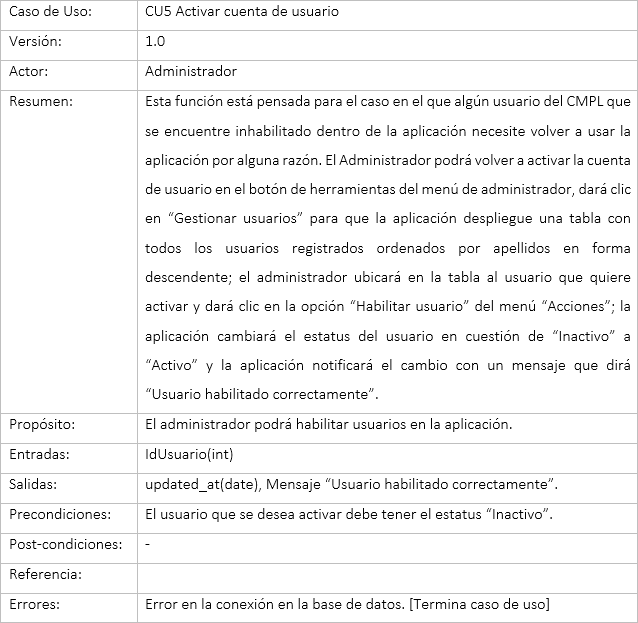 Caso de Uso: CU5 Activar cuenta de usuario
Versión: 1.0
Actor: Administrador
Resumen: Esta función está pensada para el caso en el que algún usuario del CMPL que
se encuentre inhabilitado dentro de la aplicación necesite volver a usar la
aplicación por alguna razón. El Administrador podrá volver a activar la cuenta
de usuario en el botón de herramientas del menú de administrador, dará clic
en “Gestionar usuarios” para que la aplicación despliegue una tabla con
todos los usuarios registrados ordenados por apellidos en forma
descendente; el administrador ubicará en la tabla al usuario que quiere
activar y dará clic en la opción “Habilitar usuario” del menú “Acciones”; la
aplicación cambiará el estatus del usuario en cuestión de “Inactivo” a
“Activo” y la aplicación notificará el cambio con un mensaje que dirá
“Usuario habilitado correctamente”.
Propósito: El administrador podrá habilitar usuarios en la aplicación.
Entradas: IdUsuario(int)
Salidas: updated_at(date), Mensaje “Usuario habilitado correctamente”.
Precondiciones: El usuario que se desea activar debe tener el estatus “Inactivo”.
Post-condiciones: -
Referencia:
Errores: Error en la conexión en la base de datos. [Termina caso de uso]